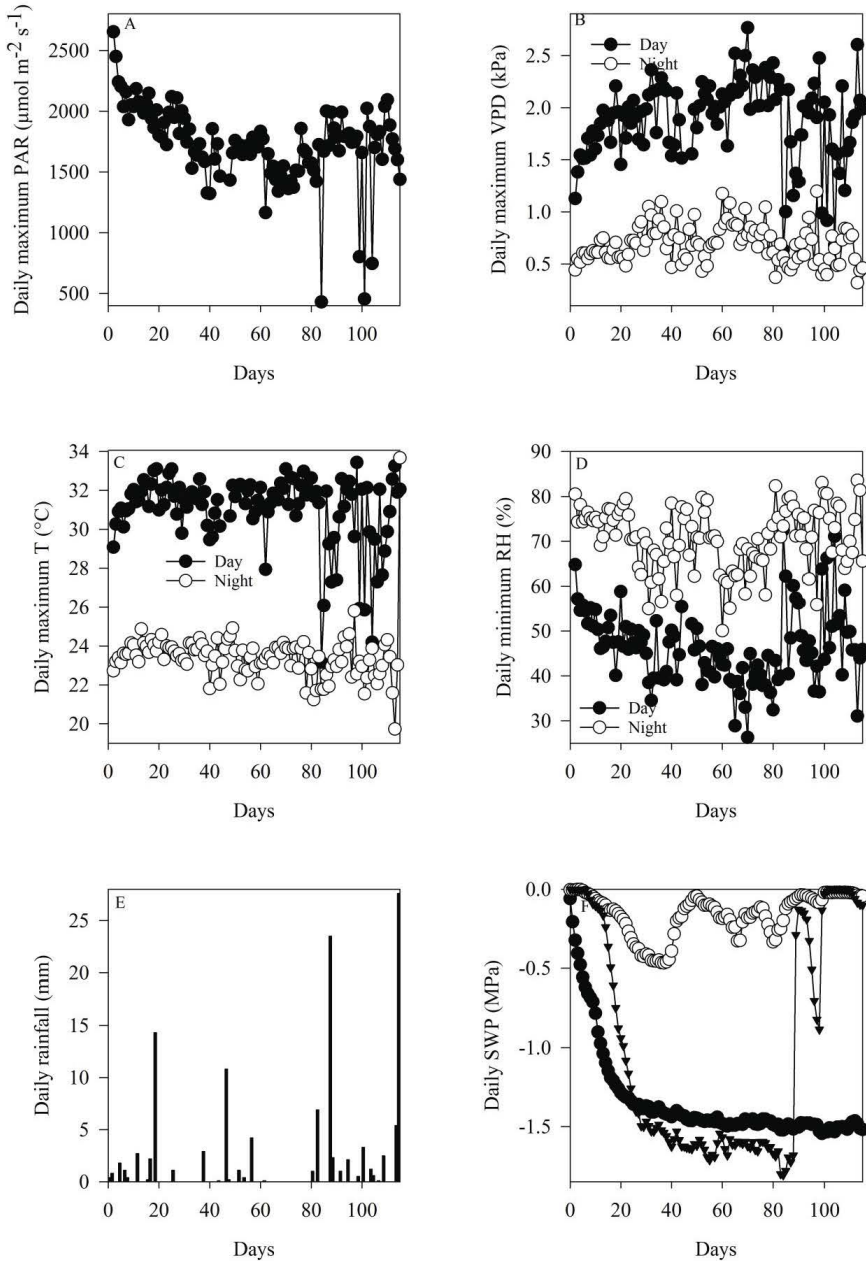 A
Daily maximum PAR (μmol m⁻² s⁻¹)
2500
2000
1500
1000
500
0 20 40 60 80 100
Days
B
Day
Night
Daily maximum VPD (kPa)
2.5
2.0
1.5
1.0
0.5
0 20 40 60 80 100
Days
C
Day
Night
Daily maximum T (°C)
34
32
30
28
26
24
22
20
0 20 40 60 80 100
Days
D
Day
Night
Daily minimum RH (%)
90
80
70
60
50
40
30
0 20 40 60 80 100
Days
E
Daily rainfall (mm)
25
20
15
10
5
0
0 20 40 60 80 100
Days
F
Daily SWP (MPa)
0.0
-0.5
-1.0
-1.5
0 20 40 60 80 100
Days